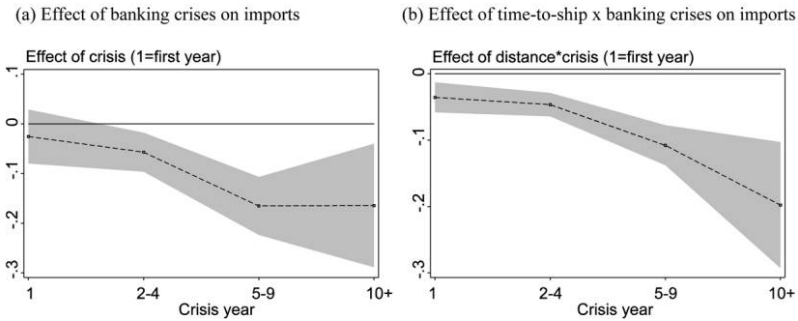 (a) Effect of banking crises on imports
Effect of crisis (1=first year)
.1
0
-.1
-.2
-.3
1 2-4 5-9 10+
Crisis year
(b) Effect of time-to-ship x banking crises on imports
Effect of distance*crisis (1=first year)
0
-.1
-.2
-.3
1 2-4 5-9 10+
Crisis year